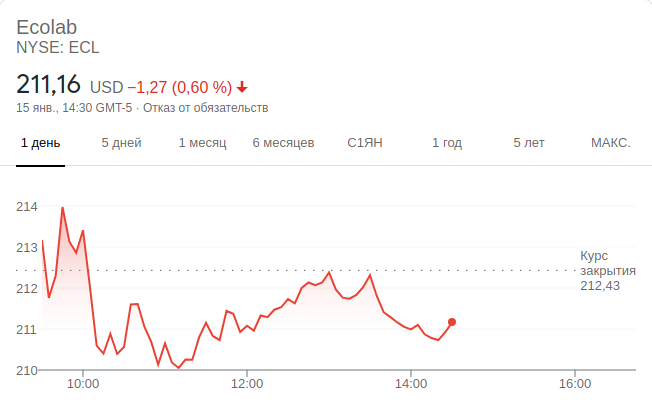 Ecolab
NYSE: ECL
211,16 USD −1,27 (0,60 %)
15 янв., 14:30 GMT-5 · Отказ от обязательств
1 день 5 дней 1 месяц 6 месяцев С1ЯН 1 год 5 лет МАКС.
214
213
Курс
закрытия
212,43
212
211
210
10:00 12:00 14:00 16:00